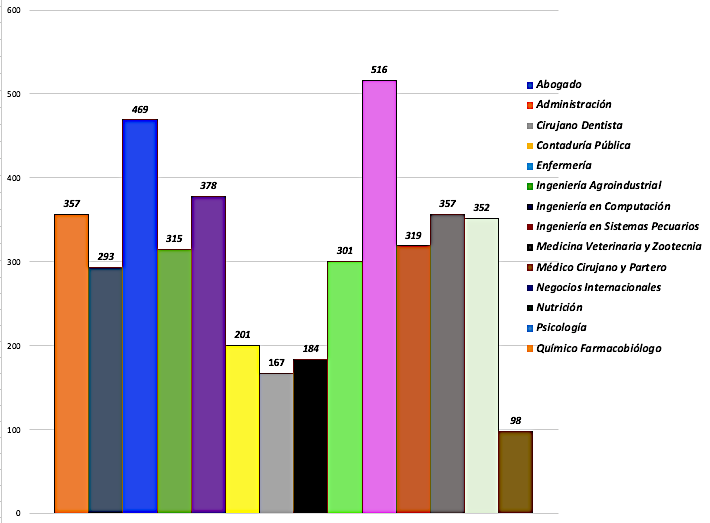 600
500
400
300
200
100
0
357
293
469
315
378
201
167
184
301
516
319
357
352
98
Abogado
Administración
Cirujano Dentista
Contaduría Pública
Enfermería
Ingeniería Agroindustrial
Ingeniería en Computación
Ingeniería en Sistemas Pecuarios
Medicina Veterinaria y Zootecnia
Médico Cirujano y Partero
Negocios Internacionales
Nutrición
Psicología
Químico Farmacobiólogo